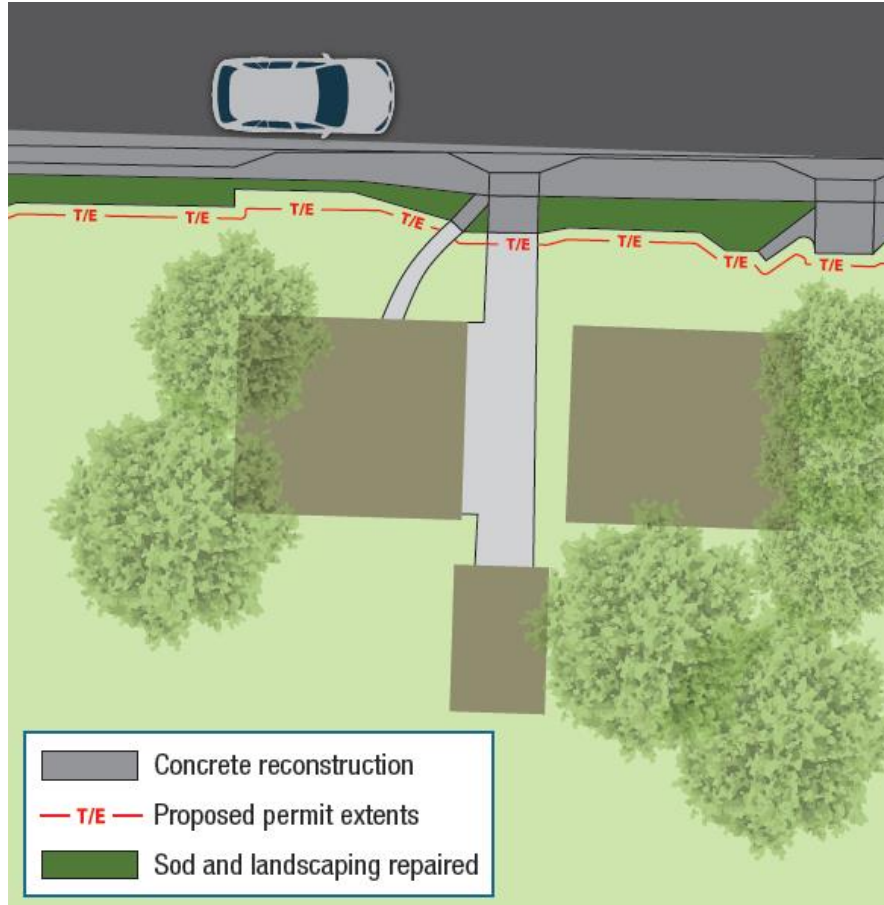 T/E
T/E
T/E
T/E
T/E
T/E
T/E
T/E
Concrete reconstruction
T/E Proposed permit extents
Sod and landscaping repaired